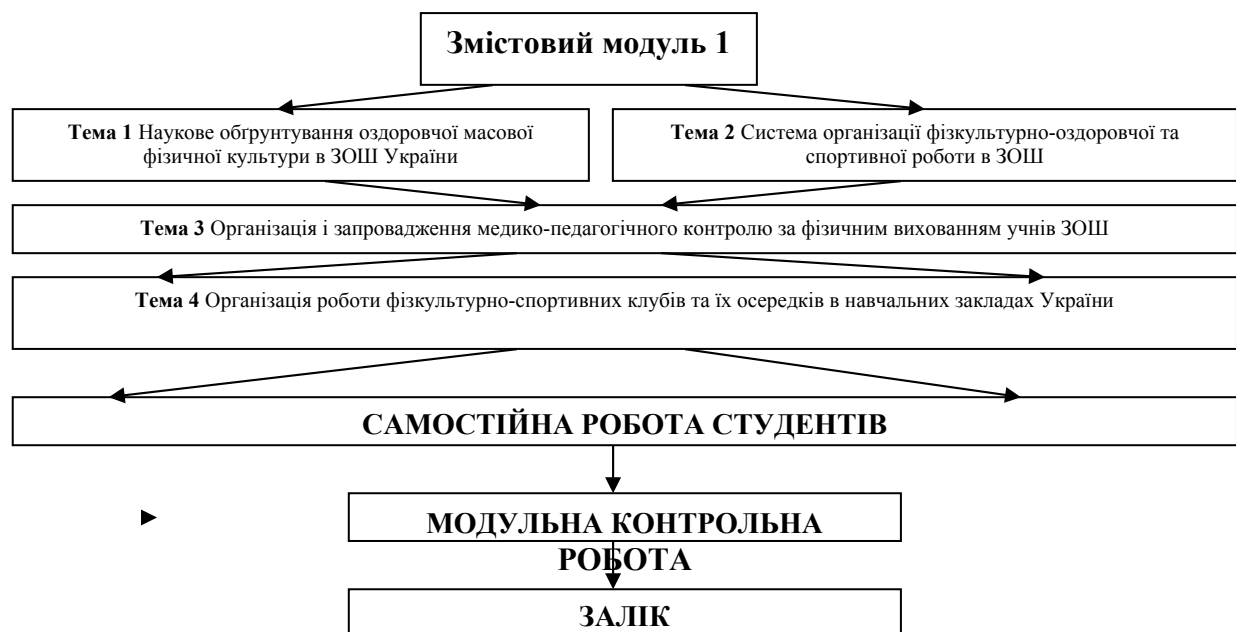 Змістовий модуль 1
Тема 1 Наукове обґрунтування оздоровчої масової
фізичної культури в ЗОШ України
Тема 2 Система організації фізкультурно-оздоровчої та
спортивної роботи в ЗОШ
Тема 3 Організація і запровадження медико-педагогічного контролю за фізичним вихованням учнів ЗОШ
Тема 4 Організація роботи фізкультурно-спортивних клубів та їх осередків в навчальних закладах України
САМОСТІЙНА РОБОТА СТУДЕНТІВ
МОДУЛЬНА КОНТРОЛЬНА
РОБОТА
ЗАЛІК